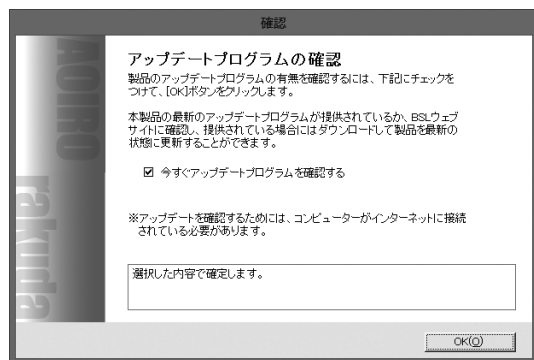 確認
AOIRO
rakuda
アップデートプログラムの確認
製品のアップデートプログラムの有無を確認するには、下記にチェックを
つけて、[OK]ボタンをクリックします。
本製品の最新のアップデートプログラムが提供されているか、BSLウェブ
サイトに確認し、提供されている場合にはダウンロードして製品を最新の
状態に更新することができます。
今すぐアップデートプログラムを確認する
※アップデートを確認するためには、コンピューターがインターネットに接続
されている必要があります。
選択した内容で確定します。
OK(O)